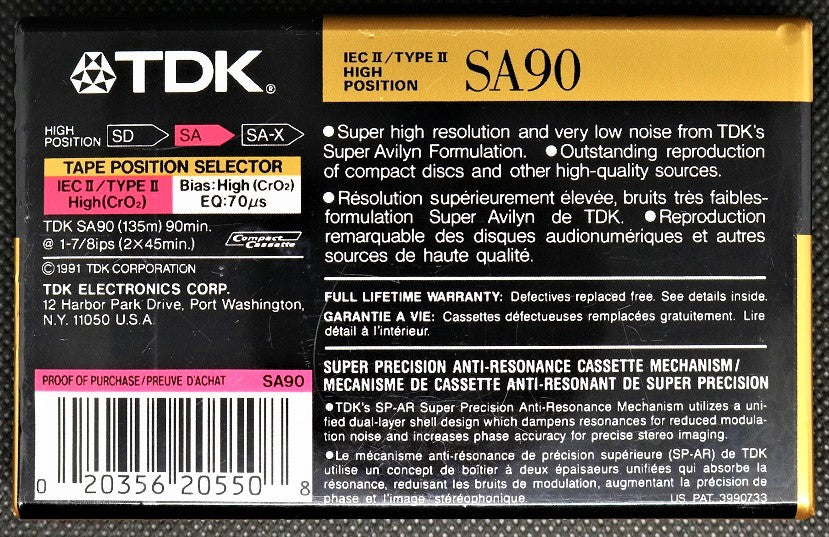 TDK®
IEC II/TYPE II
HIGH
POSITION
SA90
HIGH
POSITION
SD
SA
SA-X
TAPE POSITION SELECTOR
IEC II/TYPE II
High(CrO₂)
Bias:High (CrO₂)
EQ:70μs
TDK SA90 (135m) 90min.
@ 1-7/8ips (2×45min.)
Compact
Cassette
©1991 TDK CORPORATION
TDK ELECTRONICS CORP.
12 Harbor Park Drive, Port Washington,
N.Y. 11050 U.S.A.
PROOF OF PURCHASE/PREUVE D'ACHAT SA90
0 20356 20550 8
●Super high resolution and very low noise from TDK's
Super Avilyn Formulation. ●Outstanding reproduction
of compact discs and other high-quality sources.
●Résolution supérieurement élevée, bruits très faibles-
formulation Super Avilyn de TDK. ●Reproduction
remarquable des disques audionumériques et autres
sources de haute qualité.
FULL LIFETIME WARRANTY: Defectives replaced free. See details inside.
GARANTIE A VIE: Cassettes défectueuses remplacées gratuitement. Lire
détail à l'intérieur.
SUPER PRECISION ANTI-RESONANCE CASSETTE MECHANISM/
MECANISME DE CASSETTE ANTI-RESONANT DE SUPER PRECISION
●TDK's SP-AR Super Precision Anti-Resonance Mechanism utilizes a uni-
fied dual-layer shell design which dampens resonances for reduced modula-
tion noise and increases phase accuracy for precise stereo imaging.
●Le mécanisme anti-résonance de précision supérieure (SP-AR) de TDK
utilise un concept de boîtier à deux épaisaeurs unifiées qui absorbe la
résonance, reduisant les bruits de modulation, augmentant la précision de
phase et l'image stéréophonique.
US PAT. 3990733